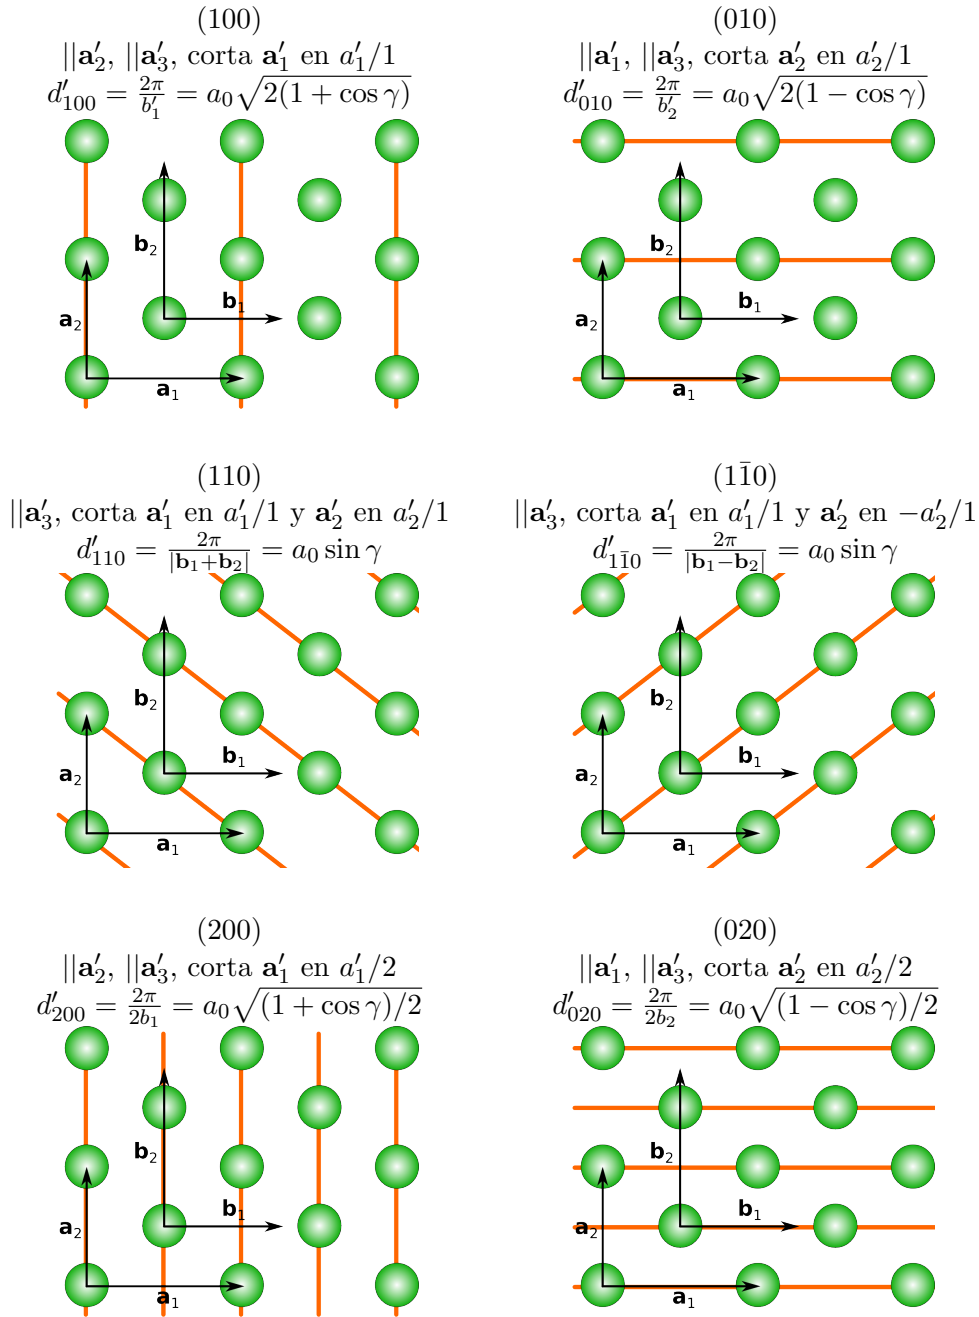 (100)
||a′₂, ||a′₃, corta a′₁ en a′₁/1
d′₁₀₀ = 2π/b′₁ = a₀√2(1 + cos γ)
b₂
b₁
a₂
a₁
(010)
||a′₁, ||a′₃, corta a′₂ en a′₂/1
d′₀₁₀ = 2π/b′₂ = a₀√2(1 − cos γ)
b₂
b₁
a₂
a₁
(110)
||a′₃, corta a′₁ en a′₁/1 y a′₂ en a′₂/1
d′₁₁₀ = 2π/|b₁+b₂| = a₀ sin γ
b₂
b₁
a₂
a₁
(11̄0)
||a′₃, corta a′₁ en a′₁/1 y a′₂ en −a′₂/1
d′₁₁̄₀ = 2π/|b₁−b₂| = a₀ sin γ
b₂
b₁
a₂
a₁
(200)
||a′₂, ||a′₃, corta a′₁ en a′₁/2
d′₂₀₀ = 2π/2b₁ = a₀√(1 + cos γ)/2
b₂
b₁
a₂
a₁
(020)
||a′₁, ||a′₃, corta a′₂ en a′₂/2
d′₀₂₀ = 2π/2b₂ = a₀√(1 − cos γ)/2
b₂
b₁
a₂
a₁